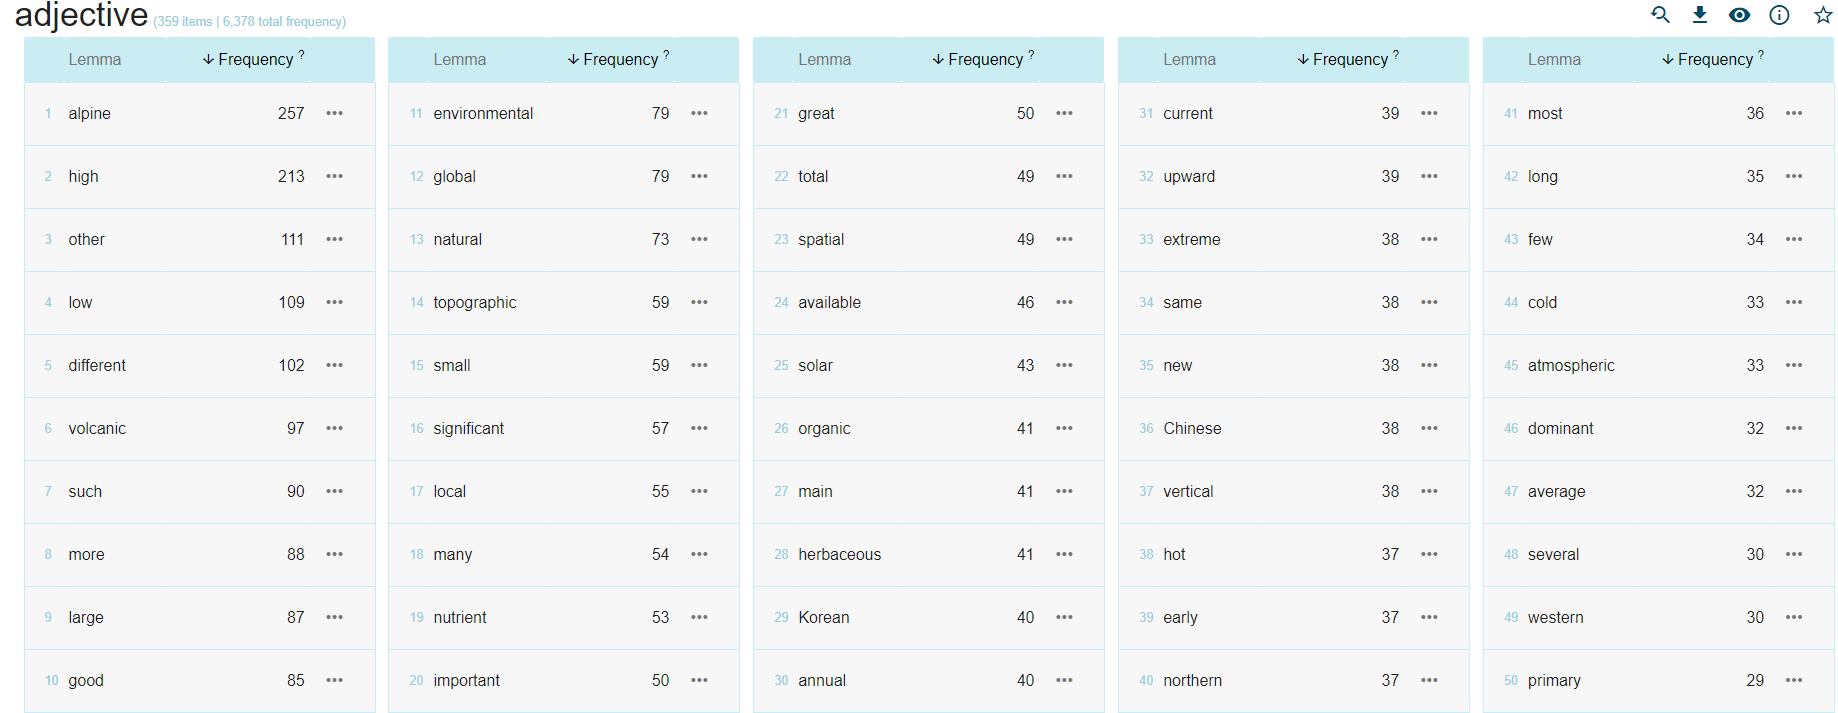 adjective (359 items | 6,378 total frequency)
Lemma Frequency ? Lemma Frequency ? Lemma Frequency ? Lemma Frequency ? Lemma Frequency ?
1 alpine 257 ••• 11 environmental 79 ••• 21 great 50 ••• 31 current 39 ••• 41 most 36 •••
2 high 213 ••• 12 global 79 ••• 22 total 49 ••• 32 upward 39 ••• 42 long 35 •••
3 other 111 ••• 13 natural 73 ••• 23 spatial 49 ••• 33 extreme 38 ••• 43 few 34 •••
4 low 109 ••• 14 topographic 59 ••• 24 available 46 ••• 34 same 38 ••• 44 cold 33 •••
5 different 102 ••• 15 small 59 ••• 25 solar 43 ••• 35 new 38 ••• 45 atmospheric 33 •••
6 volcanic 97 ••• 16 significant 57 ••• 26 organic 41 ••• 36 Chinese 38 ••• 46 dominant 32 •••
7 such 90 ••• 17 local 55 ••• 27 main 41 ••• 37 vertical 38 ••• 47 average 32 •••
8 more 88 ••• 18 many 54 ••• 28 herbaceous 41 ••• 38 hot 37 ••• 48 several 30 •••
9 large 87 ••• 19 nutrient 53 ••• 29 Korean 40 ••• 39 early 37 ••• 49 western 30 •••
10 good 85 ••• 20 important 50 ••• 30 annual 40 ••• 40 northern 37 ••• 50 primary 29 •••